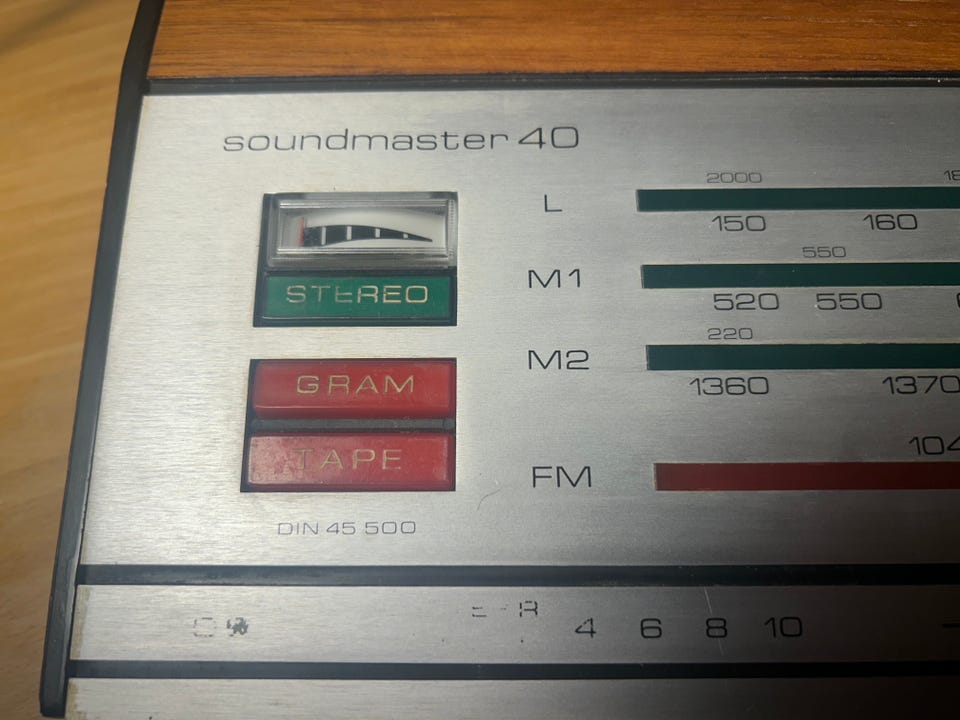 soundmaster 40
STEREO
GRAM
TAPE
DIN 45 500
2000
L
150 160
550
M1
520 550
220
M2
1360 1370
FM
4 6 8 10